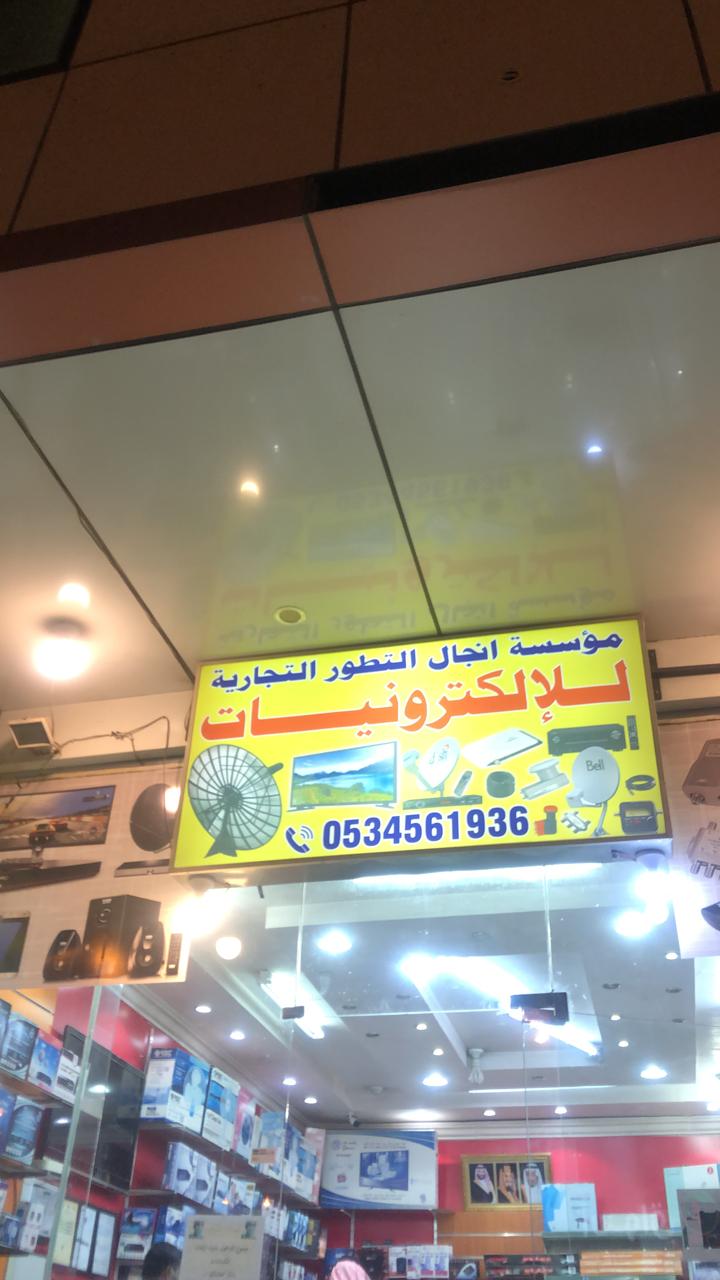 مؤسسة انجال التطور التجارية
للإلكترونيات
Bell
0534561936